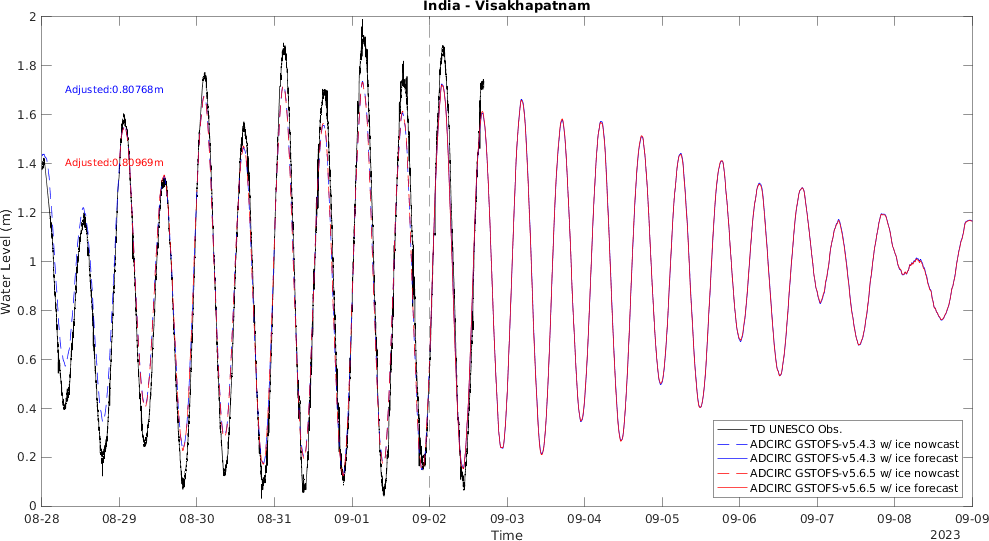 India - Visakhapatnam
2
1.8
1.6
1.4
1.2
1
0.8
0.6
0.4
0.2
0
Water Level (m)
Adjusted:0.80768m
Adjusted:0.80969m
TD UNESCO Obs.
ADCIRC GSTOFS-v5.4.3 w/ ice nowcast
ADCIRC GSTOFS-v5.4.3 w/ ice forecast
ADCIRC GSTOFS-v5.6.5 w/ ice nowcast
ADCIRC GSTOFS-v5.6.5 w/ ice forecast
08-28 08-29 08-30 08-31 09-01 09-02 09-03 09-04 09-05 09-06 09-07 09-08 09-09
Time
2023